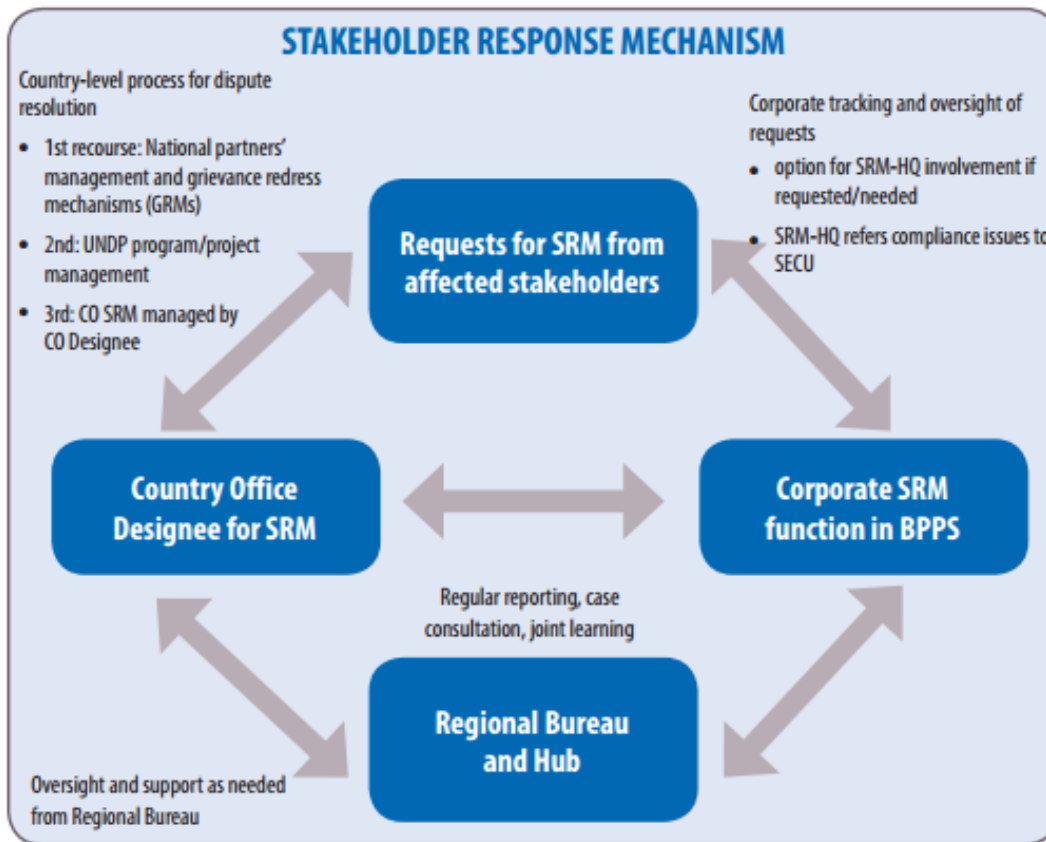 STAKEHOLDER RESPONSE MECHANISM
Country-level process for dispute
resolution
• 1st recourse: National partners'
management and grievance redress
mechanisms (GRMs)
• 2nd: UNDP program/project
management
• 3rd: CO SRM managed by
CO Designee
Corporate tracking and oversight of
requests
• option for SRM-HQ involvement if
requested/needed
• SRM-HQ refers compliance issues to
SECU
Requests for SRM from
affected stakeholders
Country Office
Designee for SRM
Corporate SRM
function in BPPS
Regular reporting, case
consultation, joint learning
Regional Bureau
and Hub
Oversight and support as needed
from Regional Bureau